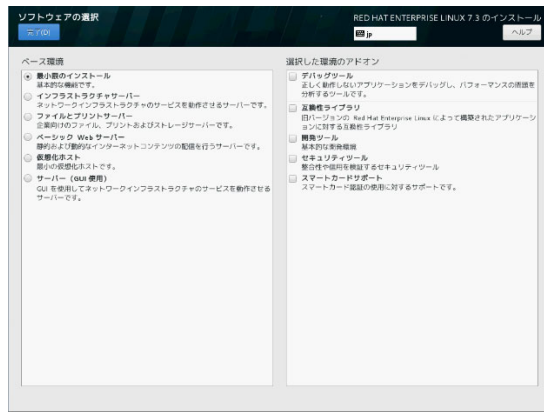 ソフトウェアの選択
RED HAT ENTERPRISE LINUX 7.3 のインストール
完了(D)
jp
ヘルプ
ベース環境
最小限のインストール
基本的な機能です。
インフラストラクチャサーバー
ネットワークインフラストラクチャのサービスを動作させるサーバーです。
ファイルとプリントサーバー
企業向けのファイル、プリントおよびストレージサーバーです。
ベーシック Web サーバー
静的および動的なインターネットコンテンツの配信を行うサーバーです。
仮想化ホスト
最小の仮想化ホストです。
サーバー (GUI 使用)
GUI を使用してネットワークインフラストラクチャのサービスを動作させる
サーバーです。
選択した環境のアドオン
デバッグツール
正しく動作しないアプリケーションをデバッグし、パフォーマンスの問題を
分析するツールです。
互換性ライブラリ
旧バージョンの Red Hat Enterprise Linux によって構築されたアプリケーシ
ョンに対する互換性ライブラリ
開発ツール
基本的な開発環境
セキュリティツール
整合性や信用を検証するセキュリティツール
スマートカードサポート
スマートカード認証の使用に対するサポートです。